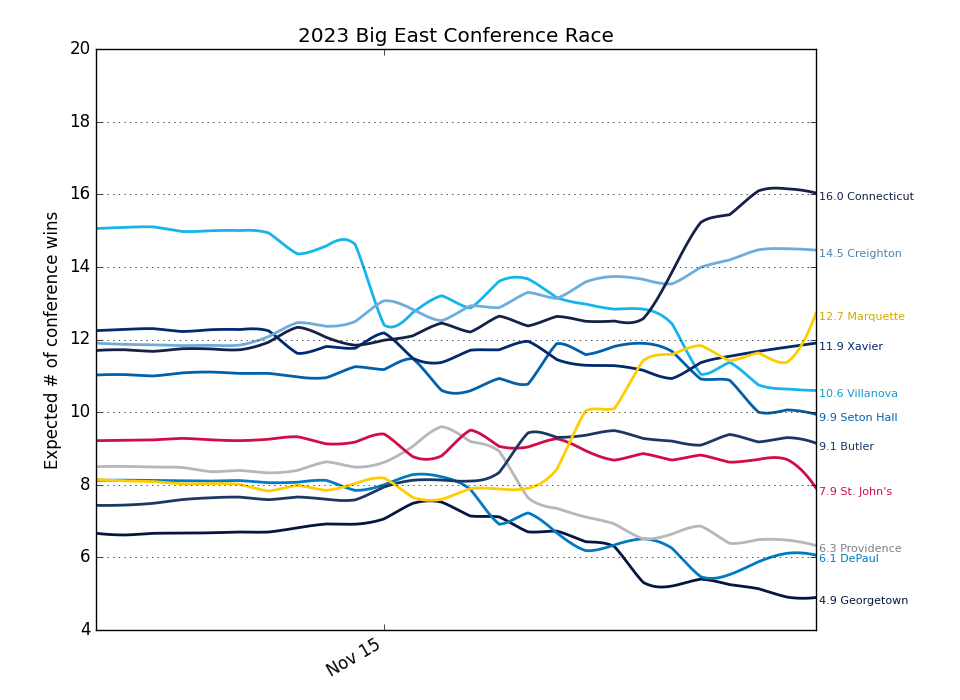 2023 Big East Conference Race
Expected # of conference wins
20
18
16
14
12
10
8
6
4
Nov 15
16.0 Connecticut
14.5 Creighton
12.7 Marquette
11.9 Xavier
10.6 Villanova
9.9 Seton Hall
9.1 Butler
7.9 St. John's
6.3 Providence
6.1 DePaul
4.9 Georgetown